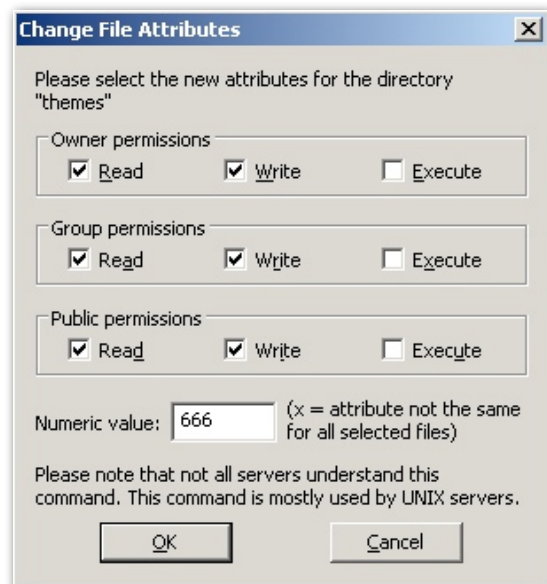 Change File Attributes
Please select the new attributes for the directory
"themes"
Owner permissions
Read Write Execute
Group permissions
Read Write Execute
Public permissions
Read Write Execute
Numeric value: 666 (x = attribute not the same
for all selected files)
Please note that not all servers understand this
command. This command is mostly used by UNIX servers.
OK Cancel